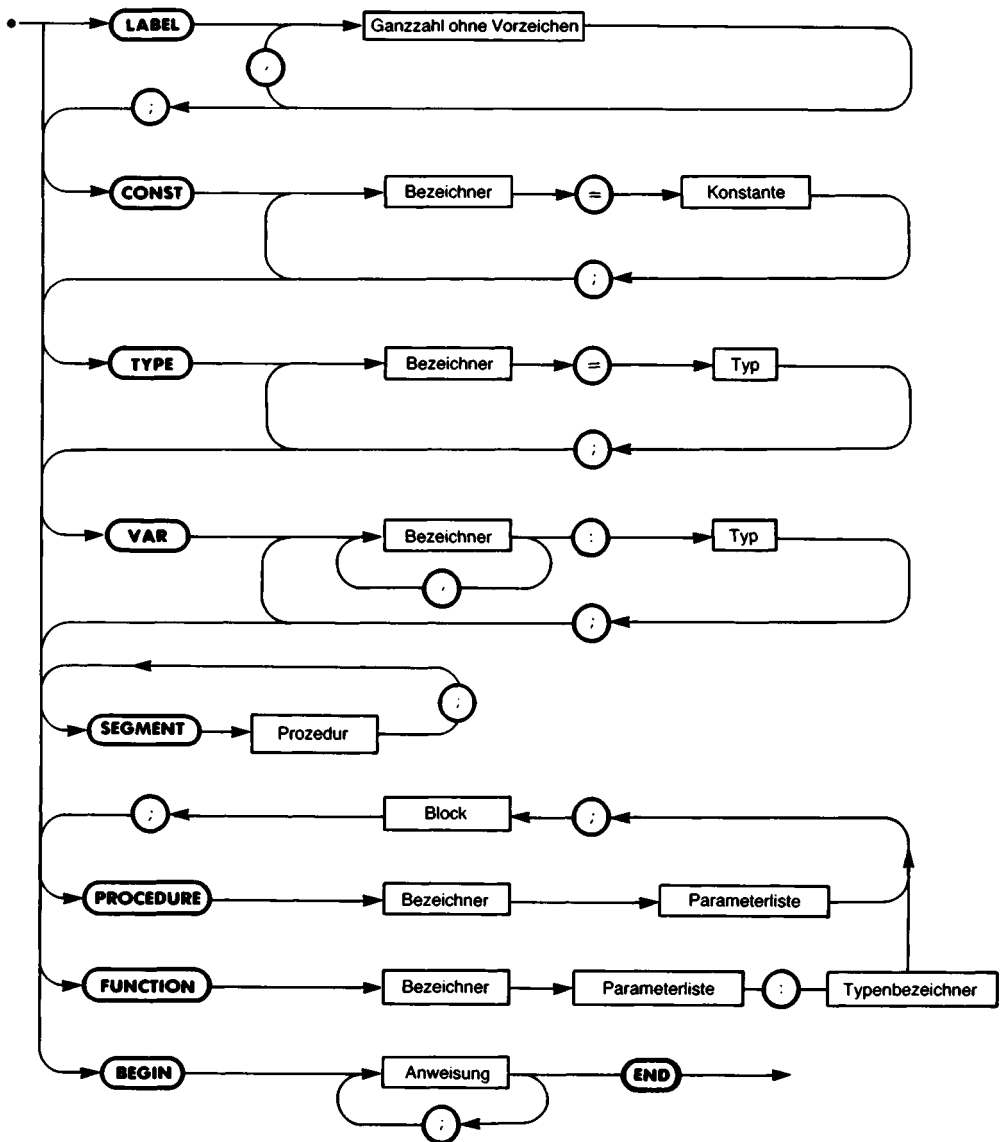 LABEL Ganzzahl ohne Vorzeichen
,
;
CONST Bezeichner = Konstante
;
TYPE Bezeichner = Typ
;
VAR Bezeichner : Typ
,
;
;
SEGMENT Prozedur
; Block ;
PROCEDURE Bezeichner Parameterliste
FUNCTION Bezeichner Parameterliste : Typenbezeichner
BEGIN Anweisung END
;